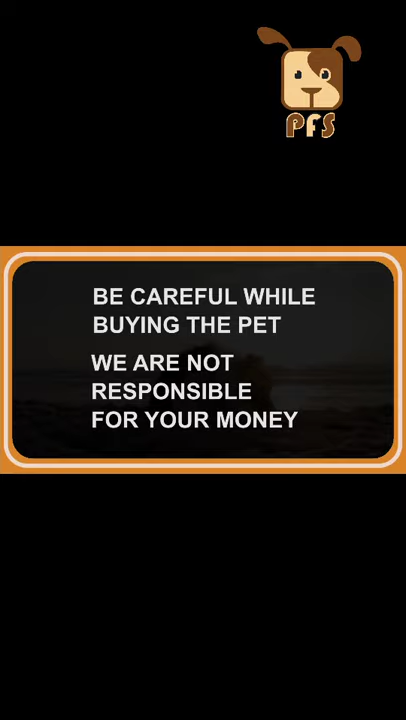 PFS
BE CAREFUL WHILE
BUYING THE PET
WE ARE NOT
RESPONSIBLE
FOR YOUR MONEY